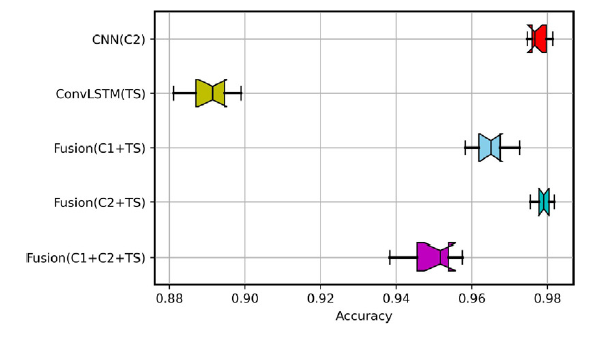 CNN(C2)
ConvLSTM(TS)
Fusion(C1+TS)
Fusion(C2+TS)
Fusion(C1+C2+TS)
0.88 0.90 0.92 0.94 0.96 0.98
Accuracy